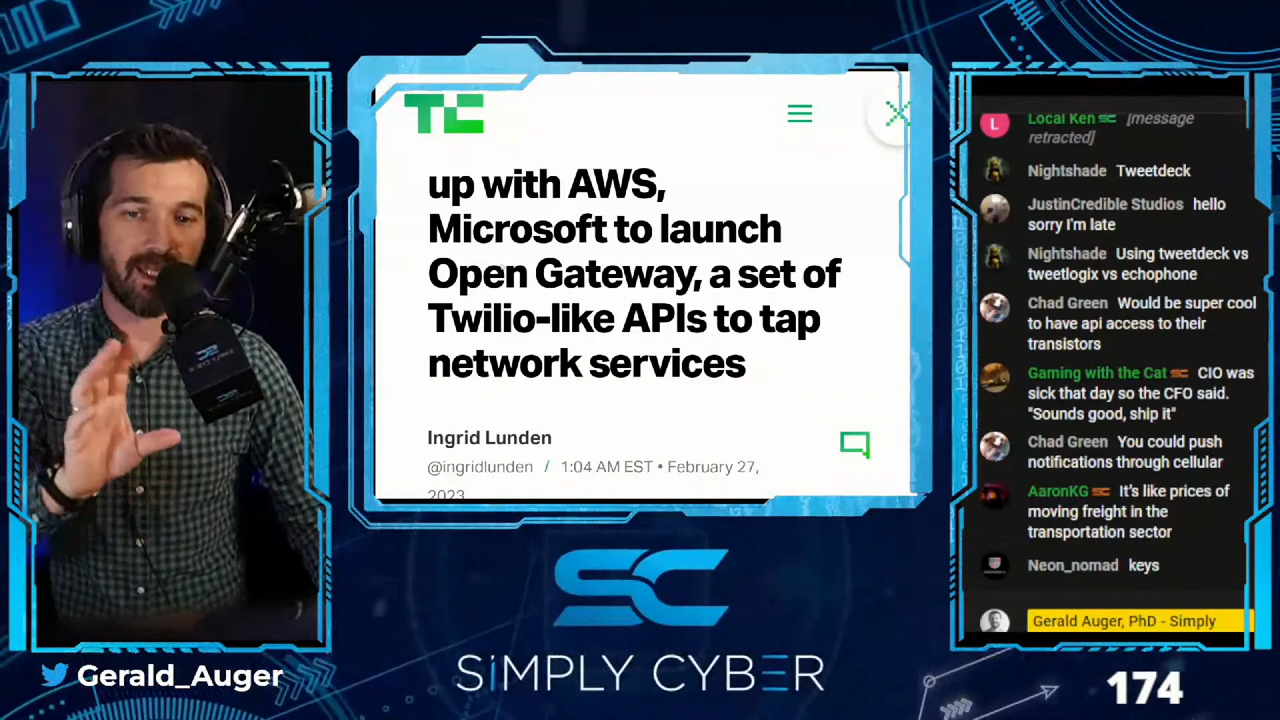 TC
up with AWS,
Microsoft to launch
Open Gateway, a set of
Twilio-like APIs to tap
network services
Ingrid Lunden
@ingridlunden / 1:04 AM EST • February 27,
2023
SC
SiMPLY CYBER
Gerald_Auger
L
Local Ken [message
retracted]
Nightshade Tweetdeck
JustinCredible Studios hello
sorry I'm late
Nightshade Using tweetdeck vs
tweetlogix vs echophone
Chad Green Would be super cool
to have api access to their
transistors
Gaming with the Cat CIO was
sick that day so the CFO said.
"Sounds good, ship it"
Chad Green You could push
notifications through cellular
AaronKG It's like prices of
moving freight in the
transportation sector
Neon_nomad keys
Gerald Auger, PhD - Simply
174